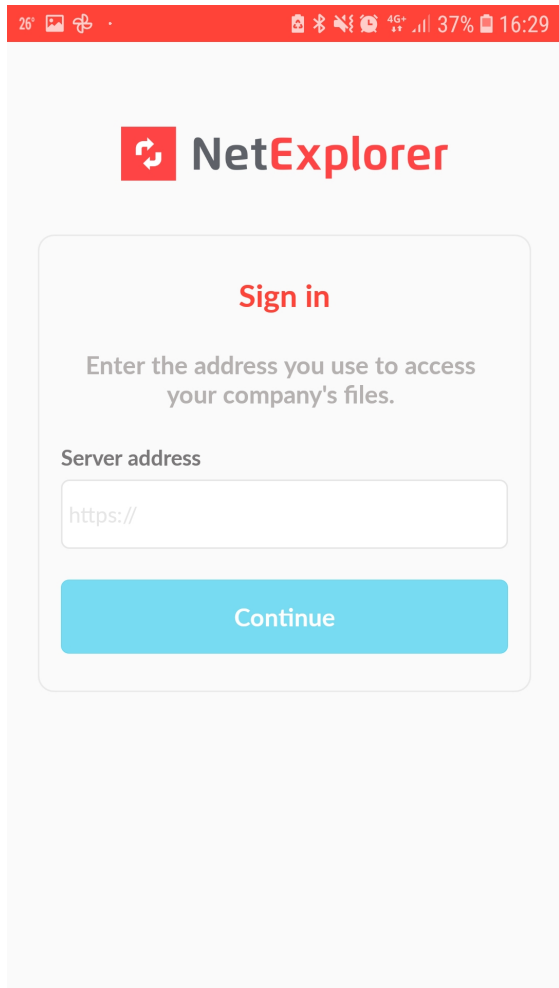 26°
4G+ 37% 16:29
NetExplorer
Sign in
Enter the address you use to access
your company's files.
Server address
https://
Continue